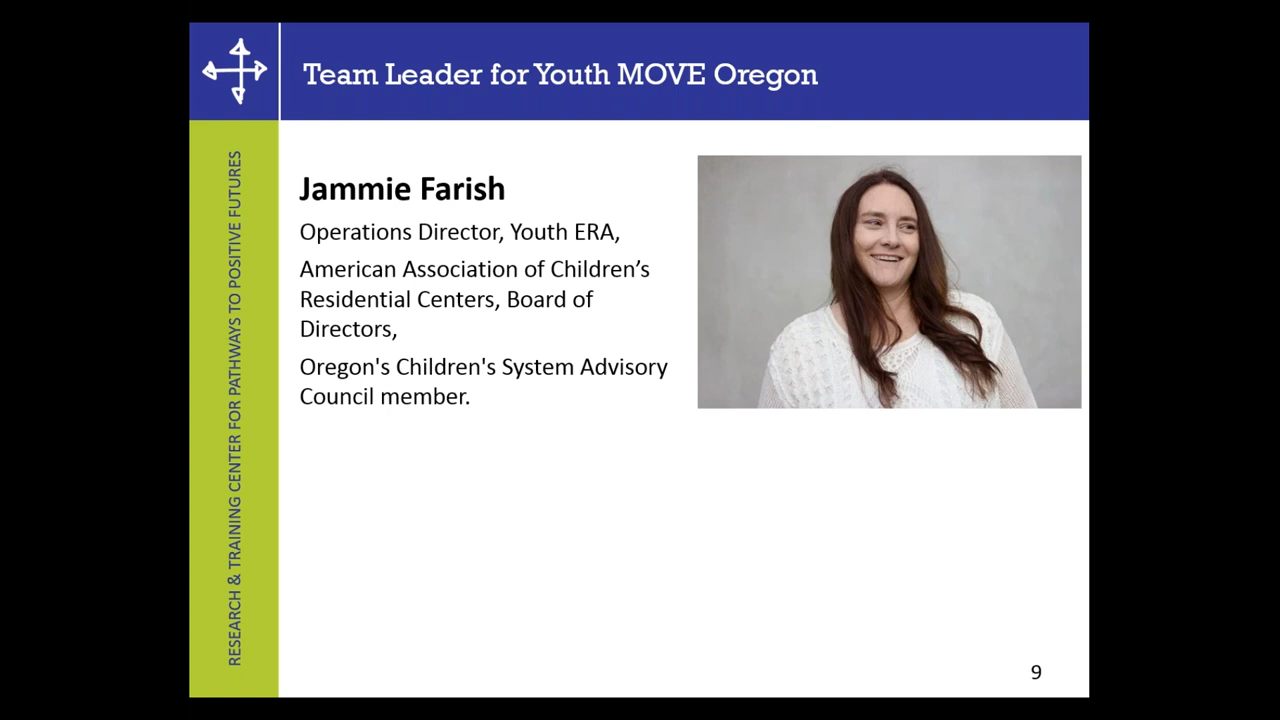 Team Leader for Youth MOVE Oregon
RESEARCH & TRAINING CENTER FOR PATHWAYS TO POSITIVE FUTURES
Jammie Farish
Operations Director, Youth ERA,
American Association of Children’s
Residential Centers, Board of
Directors,
Oregon's Children's System Advisory
Council member.
9